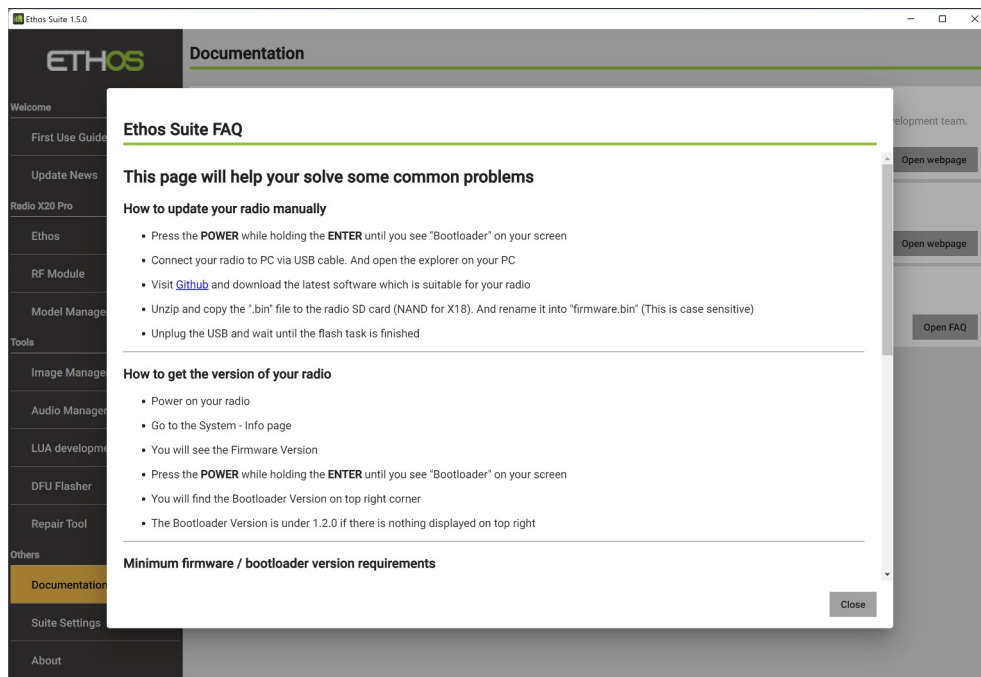 Ethos Suite 1.5.0
ETHOS
Documentation
Welcome
First Use Guide
Update News
Radio X20 Pro
Ethos
RF Module
Model Manage
Tools
Image Manage
Audio Manager
LUA developme
DFU Flasher
Repair Tool
Others
Documentation
Suite Settings
About
elopment team.
Open webpage
Open webpage
Open FAQ
Ethos Suite FAQ
This page will help your solve some common problems
How to update your radio manually
• Press the POWER while holding the ENTER until you see "Bootloader" on your screen
• Connect your radio to PC via USB cable. And open the explorer on your PC
• Visit Github and download the latest software which is suitable for your radio
• Unzip and copy the ".bin" file to the radio SD card (NAND for X18). And rename it into "firmware.bin" (This is case sensitive)
• Unplug the USB and wait until the flash task is finished
How to get the version of your radio
• Power on your radio
• Go to the System - Info page
• You will see the Firmware Version
• Press the POWER while holding the ENTER until you see "Bootloader" on your screen
• You will find the Bootloader Version on top right corner
• The Bootloader Version is under 1.2.0 if there is nothing displayed on top right
Minimum firmware / bootloader version requirements
Close